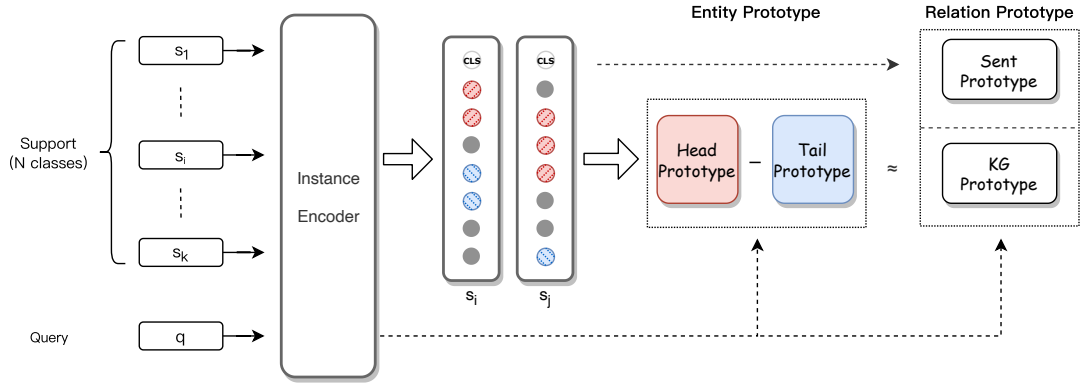 Entity Prototype
Relation Prototype
s1
CLS
CLS
Sent
Prototype
Support
(N classes)
si
Instance
Encoder
Head
Prototype
−
Tail
Prototype
≈
KG
Prototype
sk
si
sj
Query
q